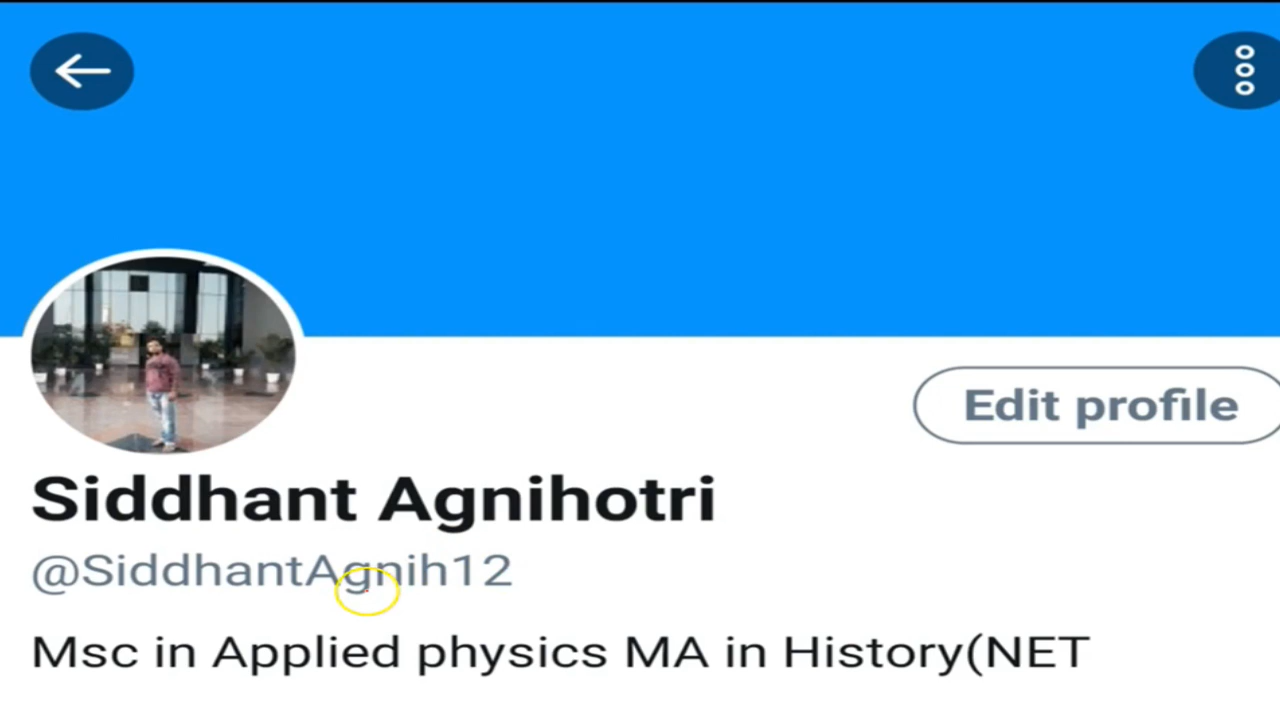 Edit profile
Siddhant Agnihotri
@SiddhantAgnih12
Msc in Applied physics MA in History(NET